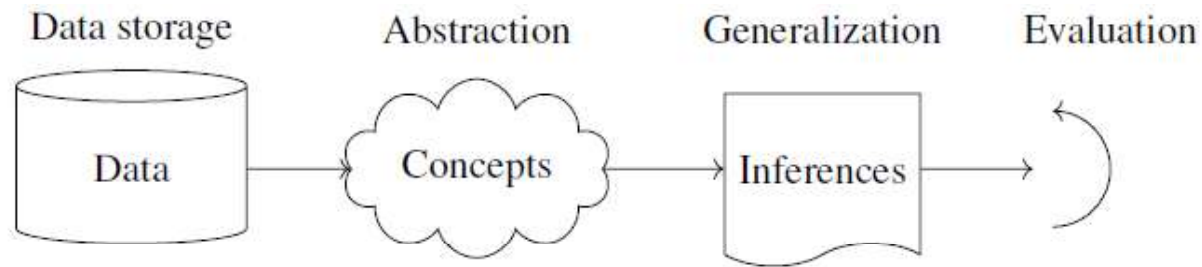 Data storage
Abstraction
Generalization
Evaluation
Data
Concepts
Inferences